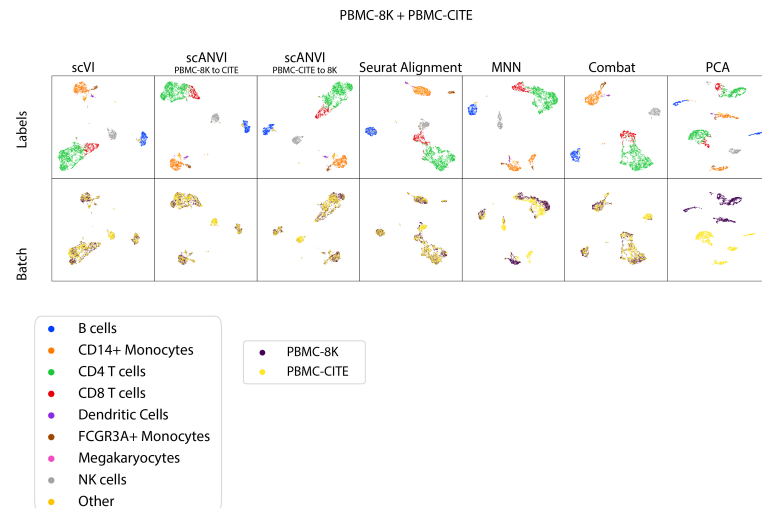 PBMC-8K + PBMC-CITE
scVI
scANVI
PBMC-8K to CITE
scANVI
PBMC-CITE to 8K
Seurat Alignment
MNN
Combat
PCA
Labels
Batch
B cells
CD14+ Monocytes
CD4 T cells
CD8 T cells
Dendritic Cells
FCGR3A+ Monocytes
Megakaryocytes
NK cells
Other
PBMC-8K
PBMC-CITE